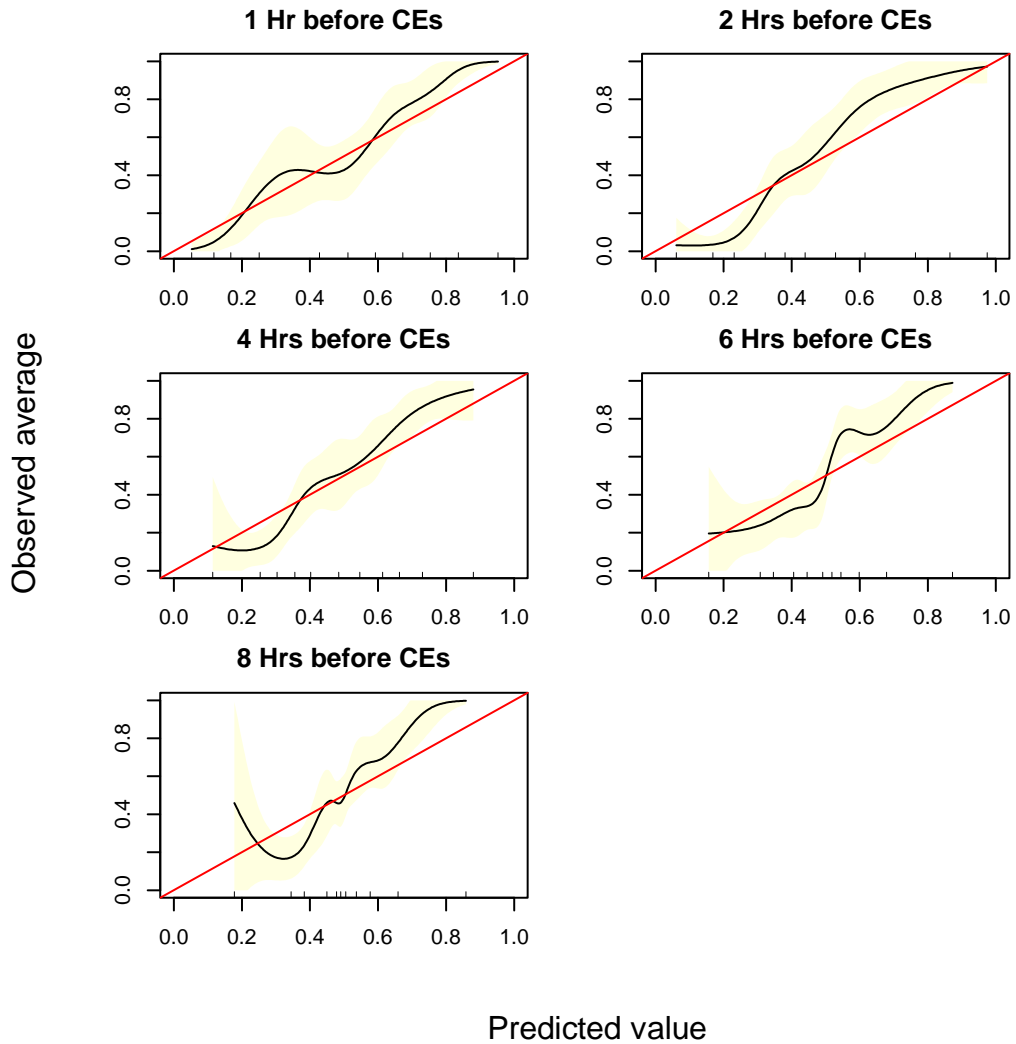 1 Hr before CEs
2 Hrs before CEs
0.0 0.4 0.8
0.0 0.2 0.4 0.6 0.8 1.0
0.0 0.4 0.8
0.0 0.2 0.4 0.6 0.8 1.0
4 Hrs before CEs
6 Hrs before CEs
0.0 0.4 0.8
0.0 0.2 0.4 0.6 0.8 1.0
0.0 0.4 0.8
0.0 0.2 0.4 0.6 0.8 1.0
8 Hrs before CEs
0.0 0.4 0.8
0.0 0.2 0.4 0.6 0.8 1.0
Observed average
Predicted value